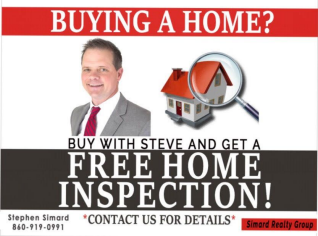 BUYING A HOME?
BUY WITH STEVE AND GET A
FREE HOME
INSPECTION!
Stephen Simard
860-919-0991
*CONTACT US FOR DETAILS*
Simard Realty Group